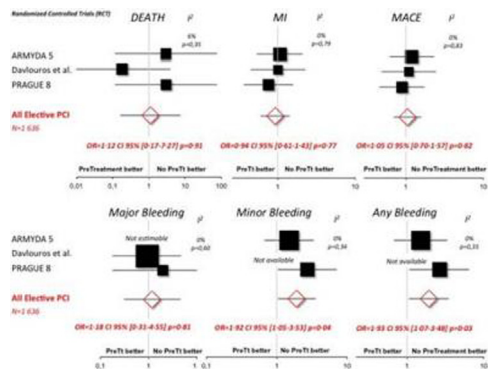 Randomized Controlled Trials (RCT)
DEATH I²
MI I²
MACE I²
6%
p=0,35
0%
p=0,79
0%
p=0,83
ARMYDA 5
Davlouros et al.
PRAGUE 8
All Elective PCI
N=1 636
OR=1·12 CI 95% [0·17-7·27] p=0·91
OR=0·94 CI 95% [0·61-1·43] p=0·77
OR=1·05 CI 95% [0·70-1·57] p=0·82
PreTreatment better No PreTt better
PreTt better No PreTt better
PreTt better No PreTreatment better
0,01 0,1 1 10 100
0 1 10
0,1 1 10
Major Bleeding I²
Minor Bleeding I²
Any Bleeding I²
ARMYDA 5
Davlouros et al.
PRAGUE 8
Not estimable
0%
p=0,60
Not available
0%
p=0,34
Not available
0%
p=0,35
All Elective PCI
N=1 636
OR=1·18 CI 95% [0·31-4·55] p=0·81
OR=1·92 CI 95% [1·05-3·53] p=0·04
OR=1·93 CI 95% [1·07-3·48] p=0·03
PreTt better No PreTt better
PreTt better No PreTt better
PreTt better No PreTreatment better
0,1 1 10
0 1 10
0,1 1 10